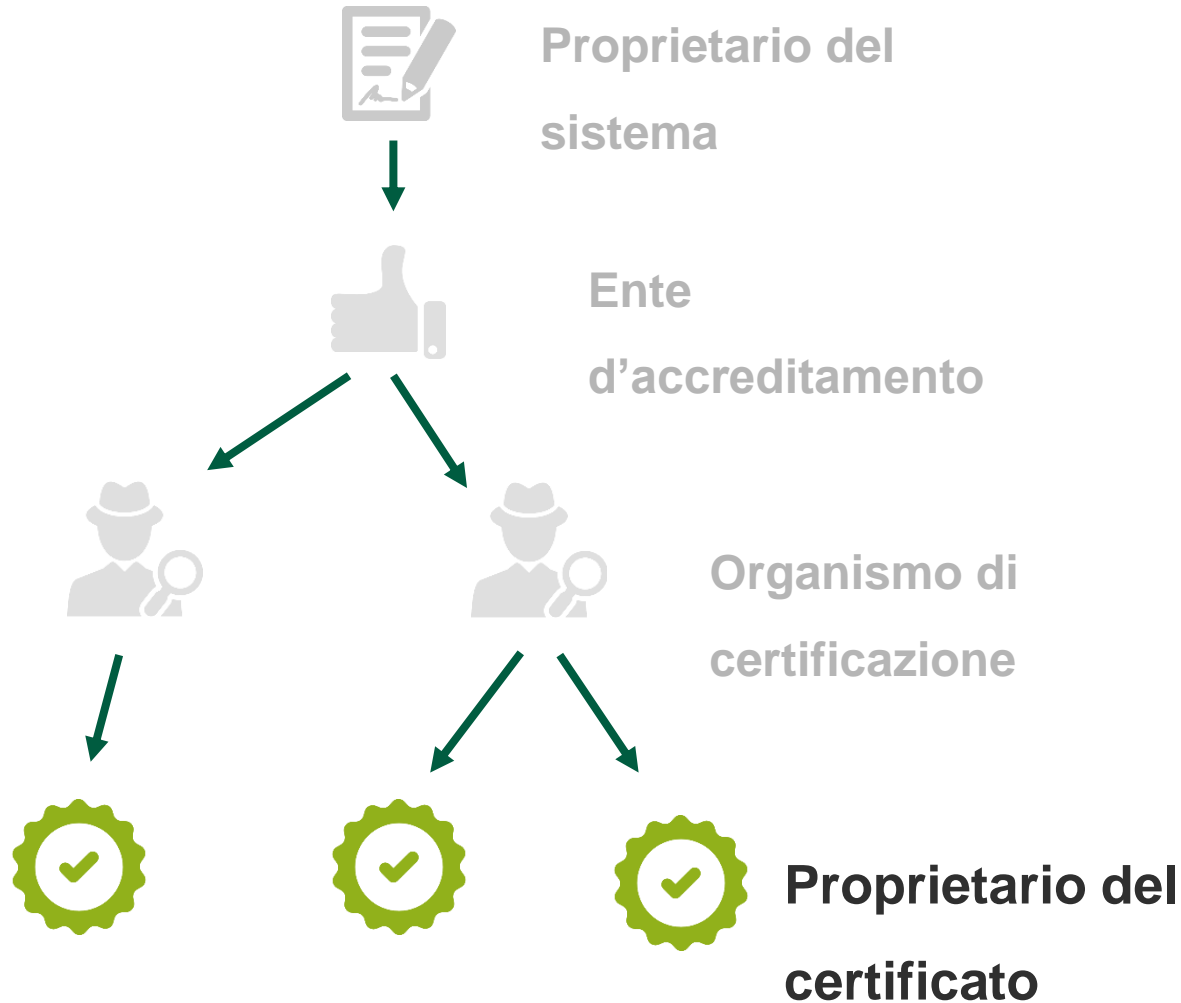 Proprietario del
sistema
Ente
d’accreditamento
Organismo di
certificazione
Proprietario del
certificato